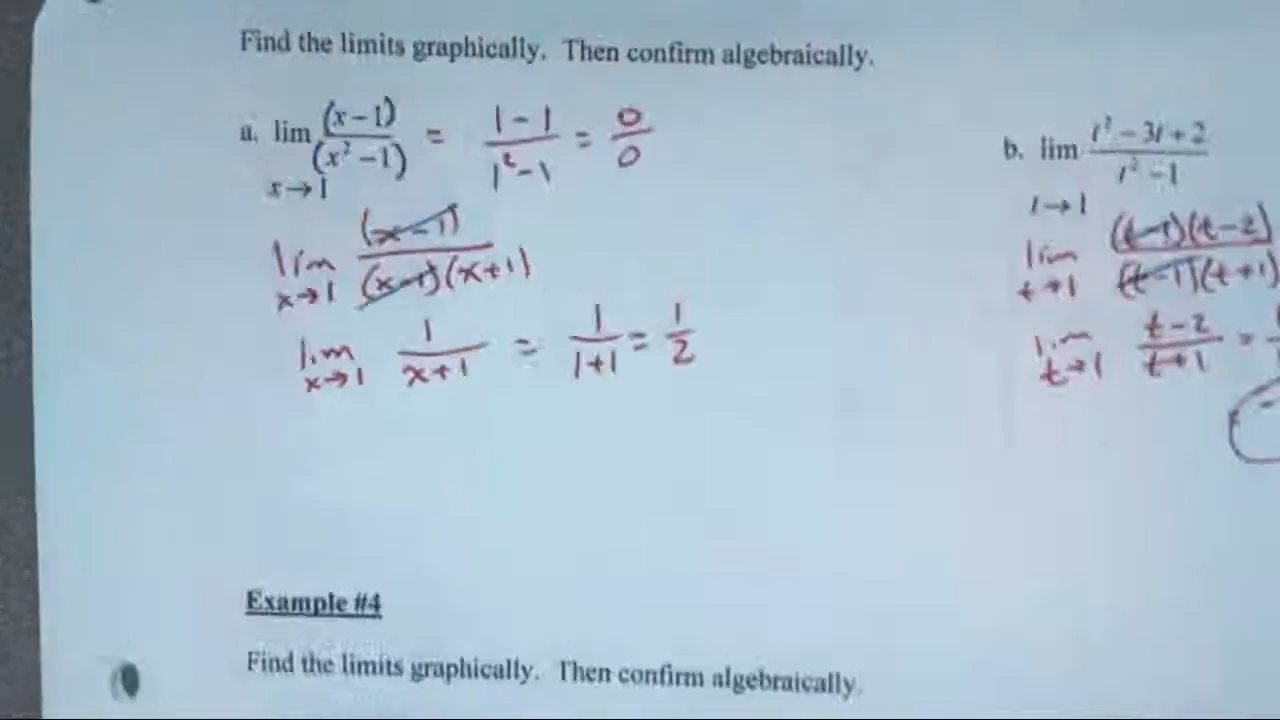 Find the limits graphically. Then confirm algebraically.
a. lim x→1 (x-1)/(x²-1) = (1-1)/(1²-1) = 0/0
lim x→1 (x-1)/((x-1)(x+1))
lim x→1 1/(x+1) = 1/(1+1) = 1/2
b. lim t→1 (t²-3t+2)/(t²-1)
lim t→1 ((t-1)(t-2))/((t-1)(t+1))
lim t→1 (t-2)/(t+1) =
Example #4
Find the limits graphically. Then confirm algebraically.